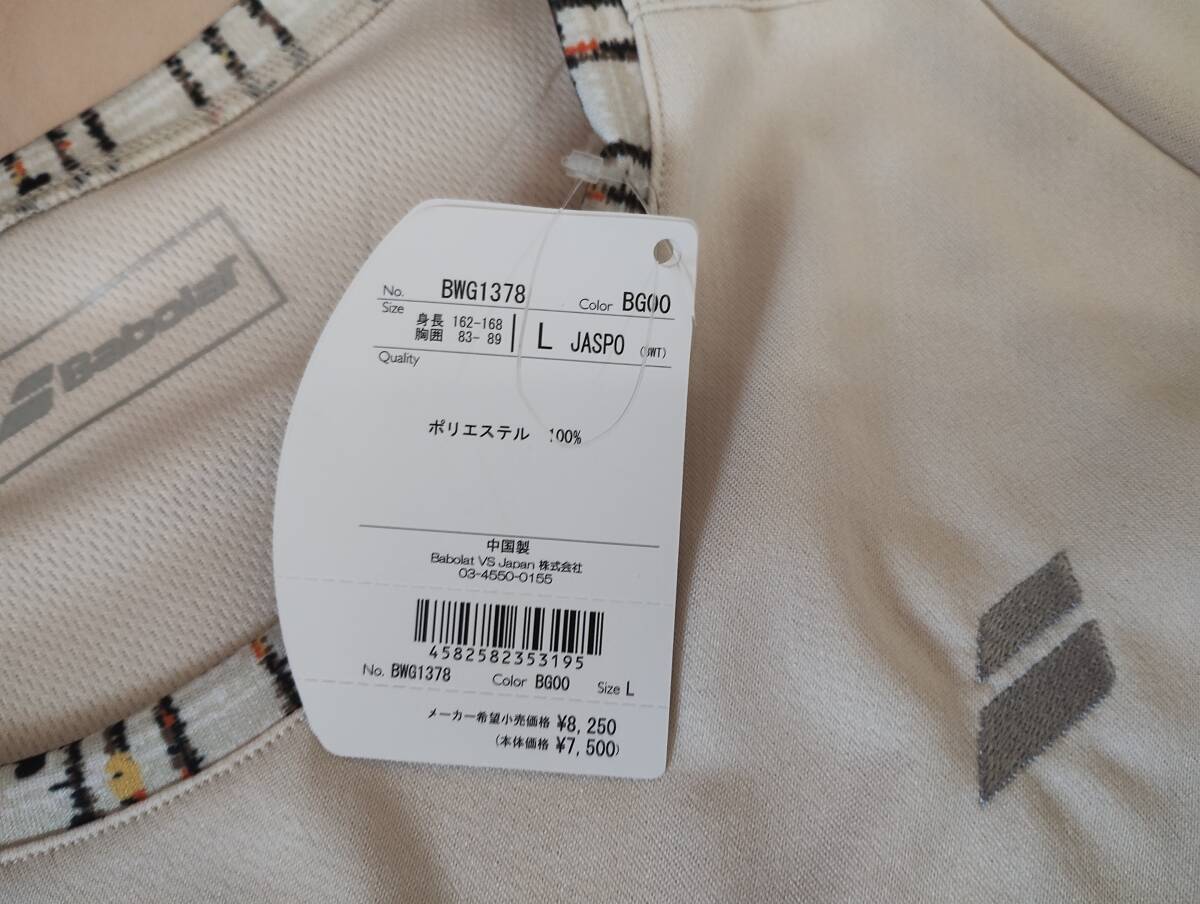 Babolat
No. BWG1378 Color BG00
Size 身長 162-168 L JASPO (BWT)
胸囲 83- 89
Quality
ポリエステル 100%
中国製
Babolat VS Japan 株式会社
03-4550-0155
4582582353195
No. BWG1378 Color BG00 Size L
メーカー希望小売価格 ¥8,250
(本体価格 ¥7,500)